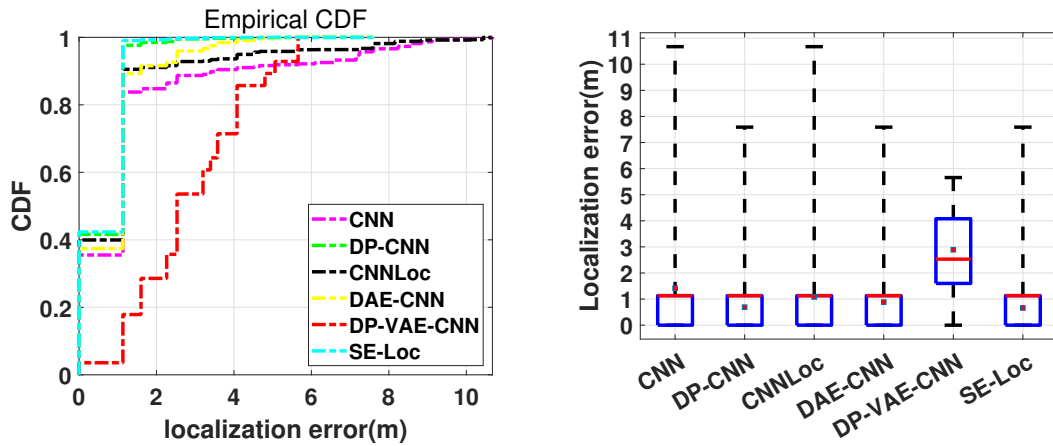 Empirical CDF
1
0.8
0.6
0.4
0.2
0
CDF
0 2 4 6 8 10
localization error(m)
CNN
DP-CNN
CNNLoc
DAE-CNN
DP-VAE-CNN
SE-Loc
11
10
9
8
7
6
5
4
3
2
1
0
Localization error(m)
CNN
DP-CNN
CNNLoc
DAE-CNN
DP-VAE-CNN
SE-Loc